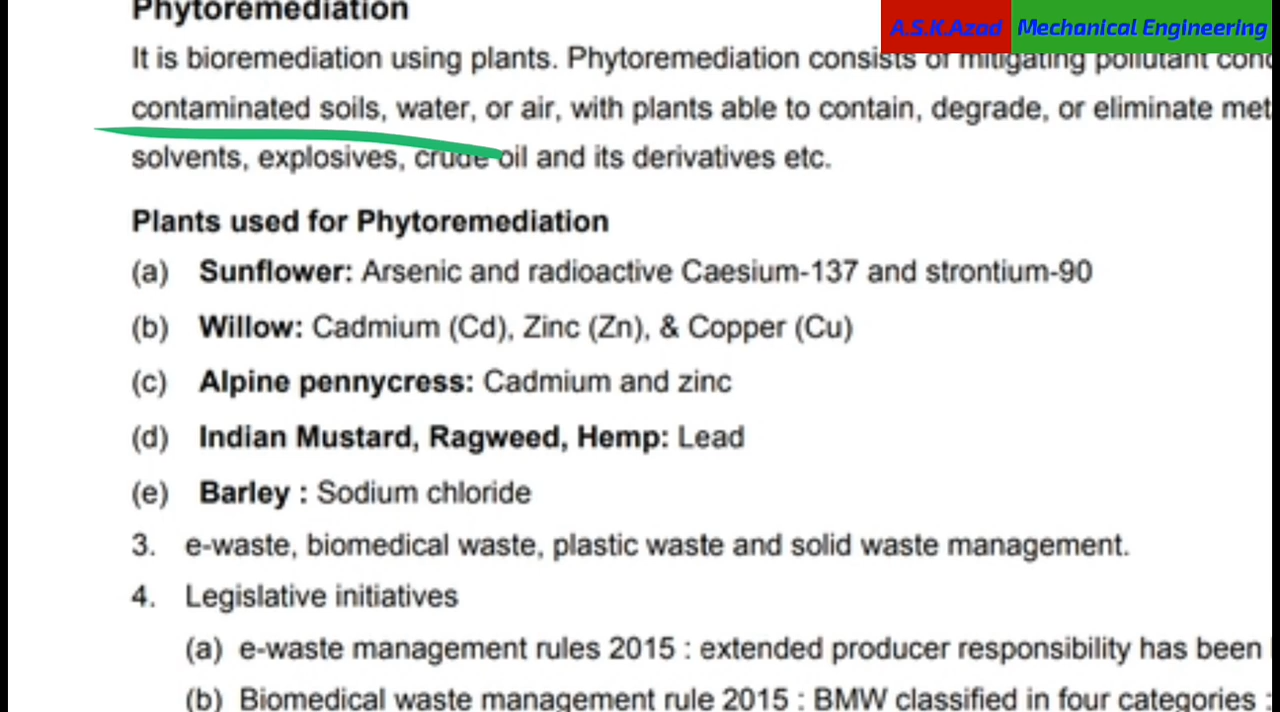 Phytoremediation
A.S.K.Azad Mechanical Engineering
It is bioremediation using plants. Phytoremediation consists of mitigating pollutant
contaminated soils, water, or air, with plants able to contain, degrade, or eliminate
solvents, explosives, crude oil and its derivatives etc.
Plants used for Phytoremediation
(a) Sunflower: Arsenic and radioactive Caesium-137 and strontium-90
(b) Willow: Cadmium (Cd), Zinc (Zn), & Copper (Cu)
(c) Alpine pennycress: Cadmium and zinc
(d) Indian Mustard, Ragweed, Hemp: Lead
(e) Barley : Sodium chloride
3. e-waste, biomedical waste, plastic waste and solid waste management.
4. Legislative initiatives
(a) e-waste management rules 2015 : extended producer responsibility has been
(b) Biomedical waste management rule 2015 : BMW classified in four categories :